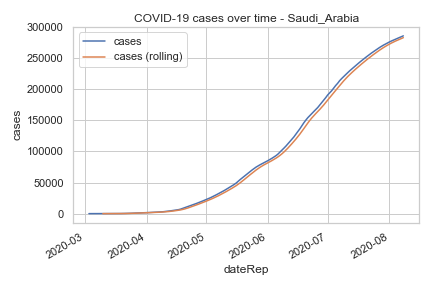 COVID-19 cases over time - Saudi_Arabia
cases
cases (rolling)
300000
250000
200000
150000
100000
50000
0
cases
2020-03
2020-04
2020-05
2020-06
2020-07
2020-08
dateRep